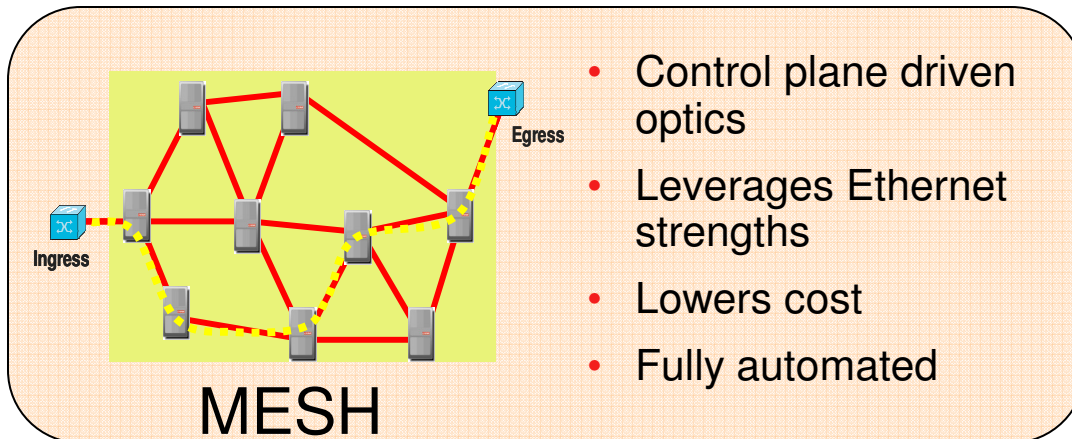 Ingress
Egress
MESH
• Control plane driven
optics
• Leverages Ethernet
strengths
• Lowers cost
• Fully automated